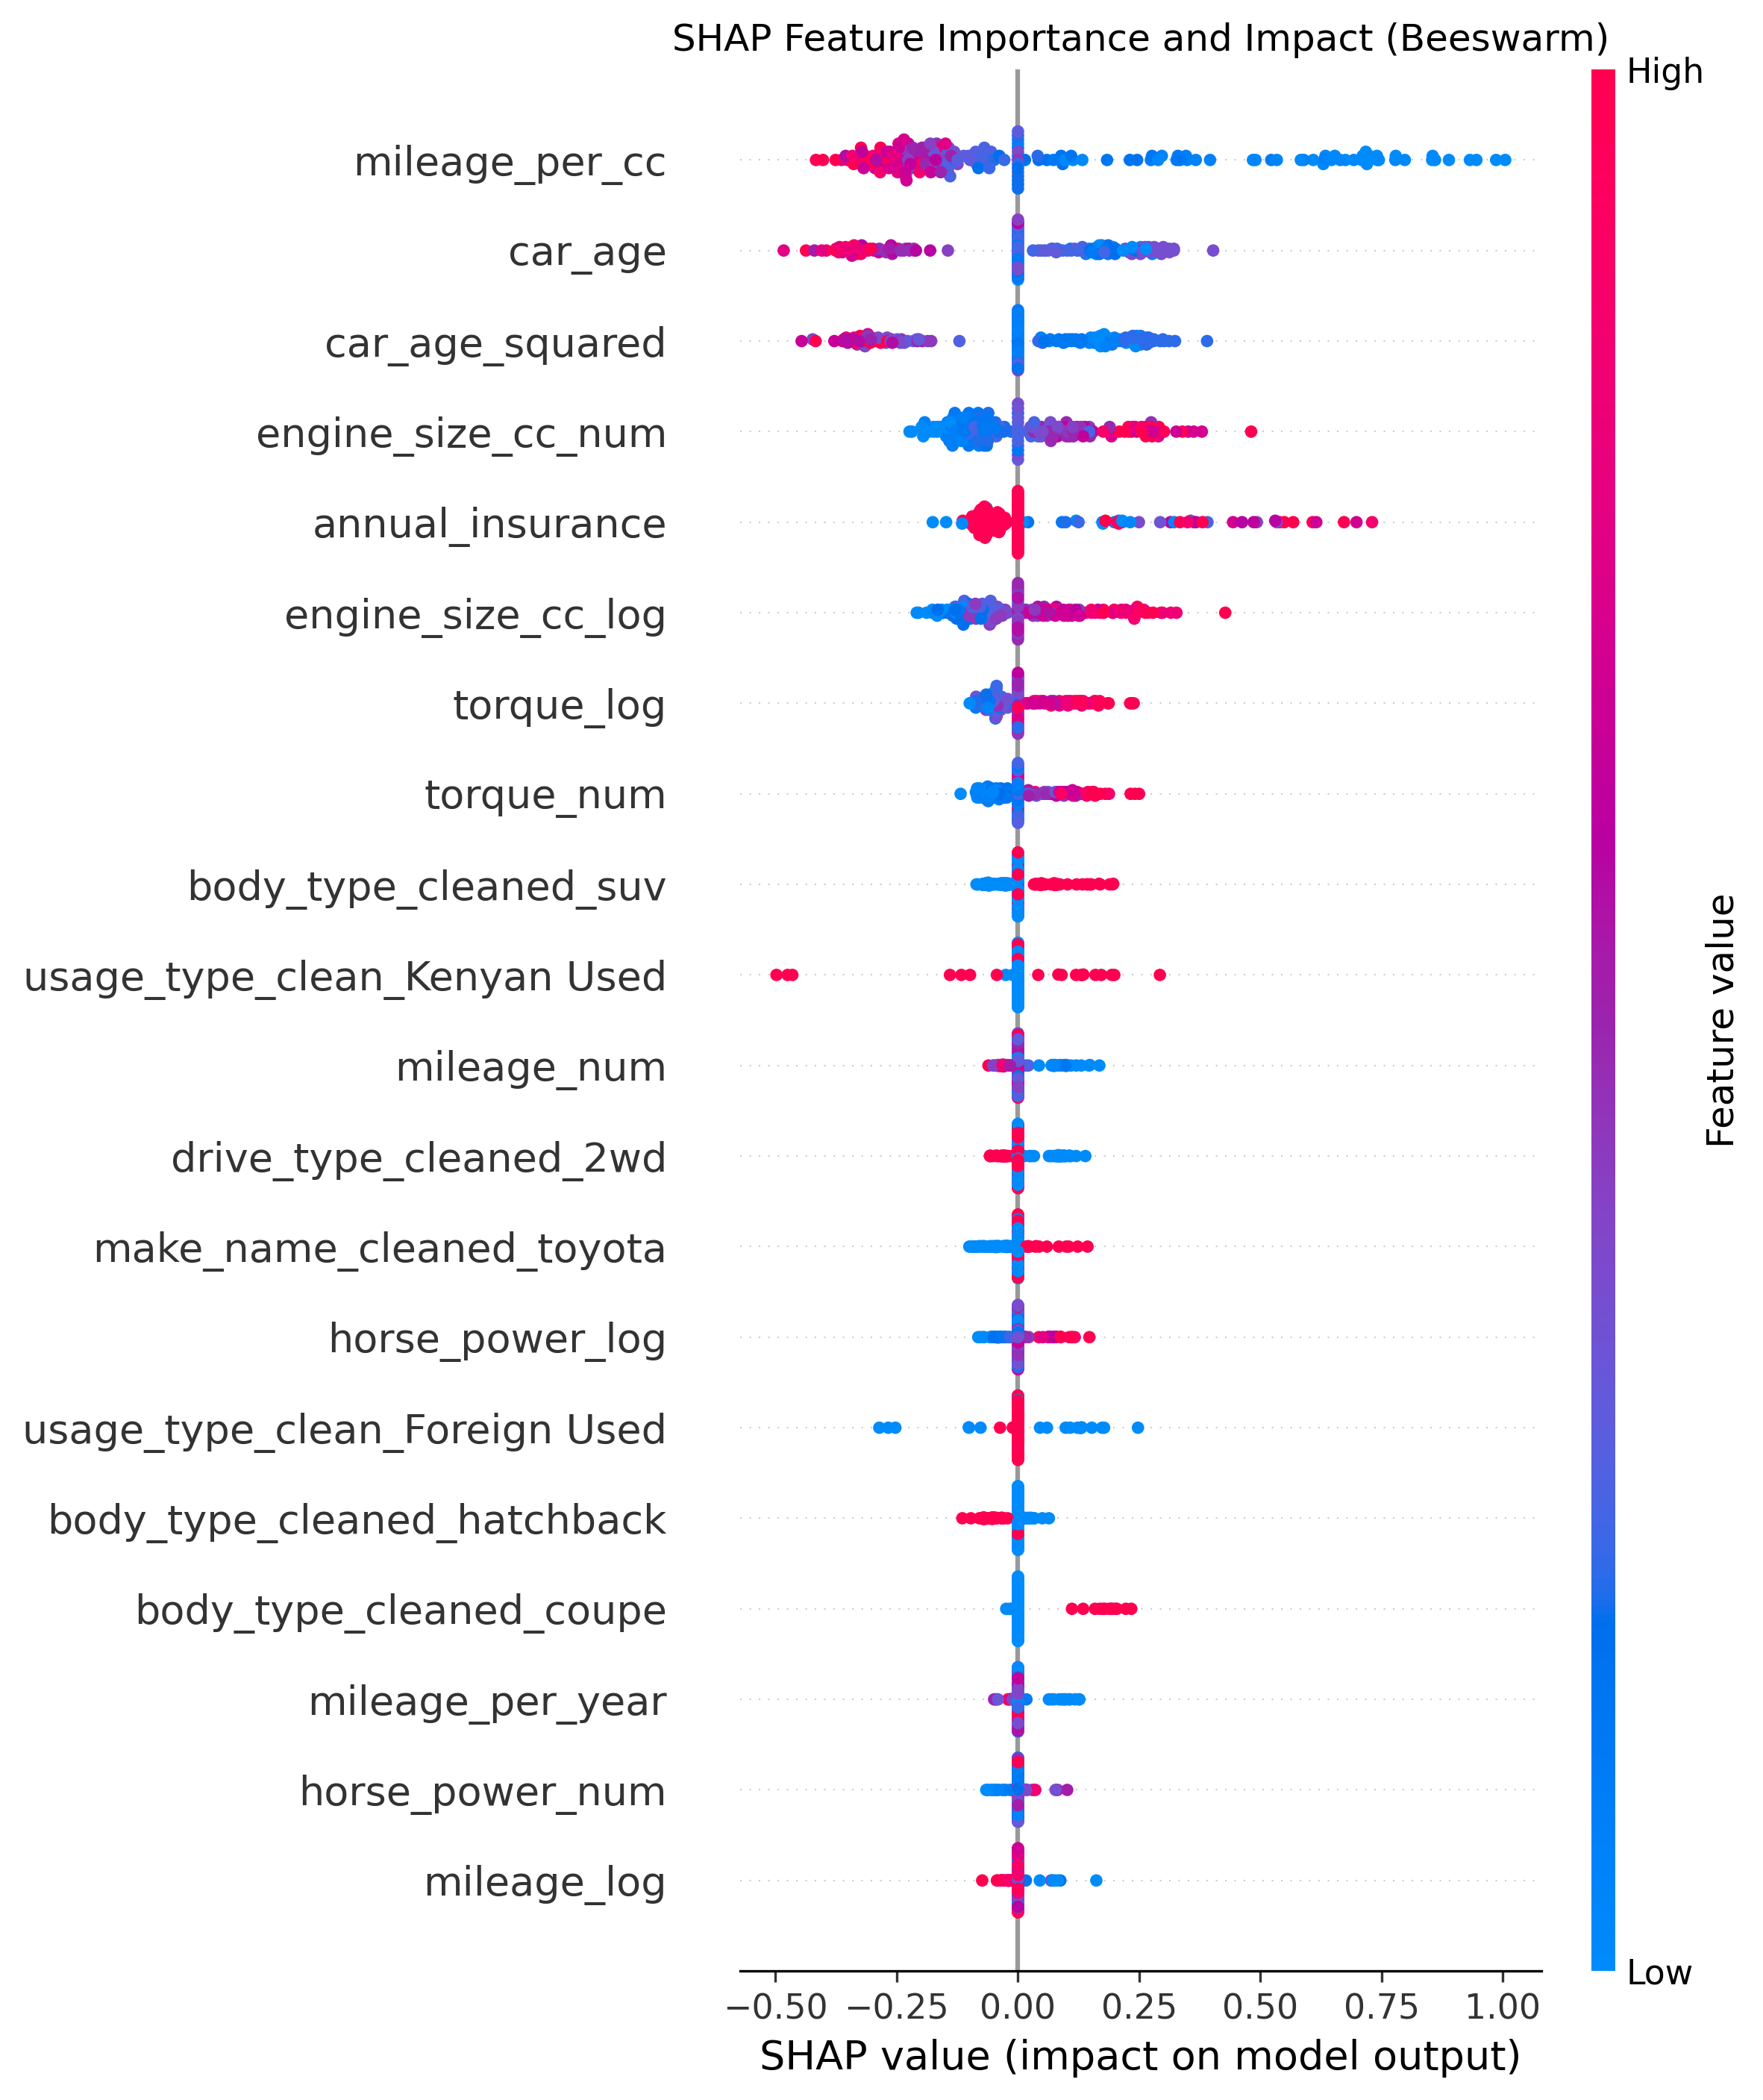 SHAP Feature Importance and Impact (Beeswarm)
High
mileage_per_cc
car_age
car_age_squared
engine_size_cc_num
annual_insurance
engine_size_cc_log
torque_log
torque_num
body_type_cleaned_suv
usage_type_clean_Kenyan Used
mileage_num
drive_type_cleaned_2wd
make_name_cleaned_toyota
horse_power_log
usage_type_clean_Foreign Used
body_type_cleaned_hatchback
body_type_cleaned_coupe
mileage_per_year
horse_power_num
mileage_log
Feature value
Low
−0.50 −0.25 0.00 0.25 0.50 0.75 1.00
SHAP value (impact on model output)